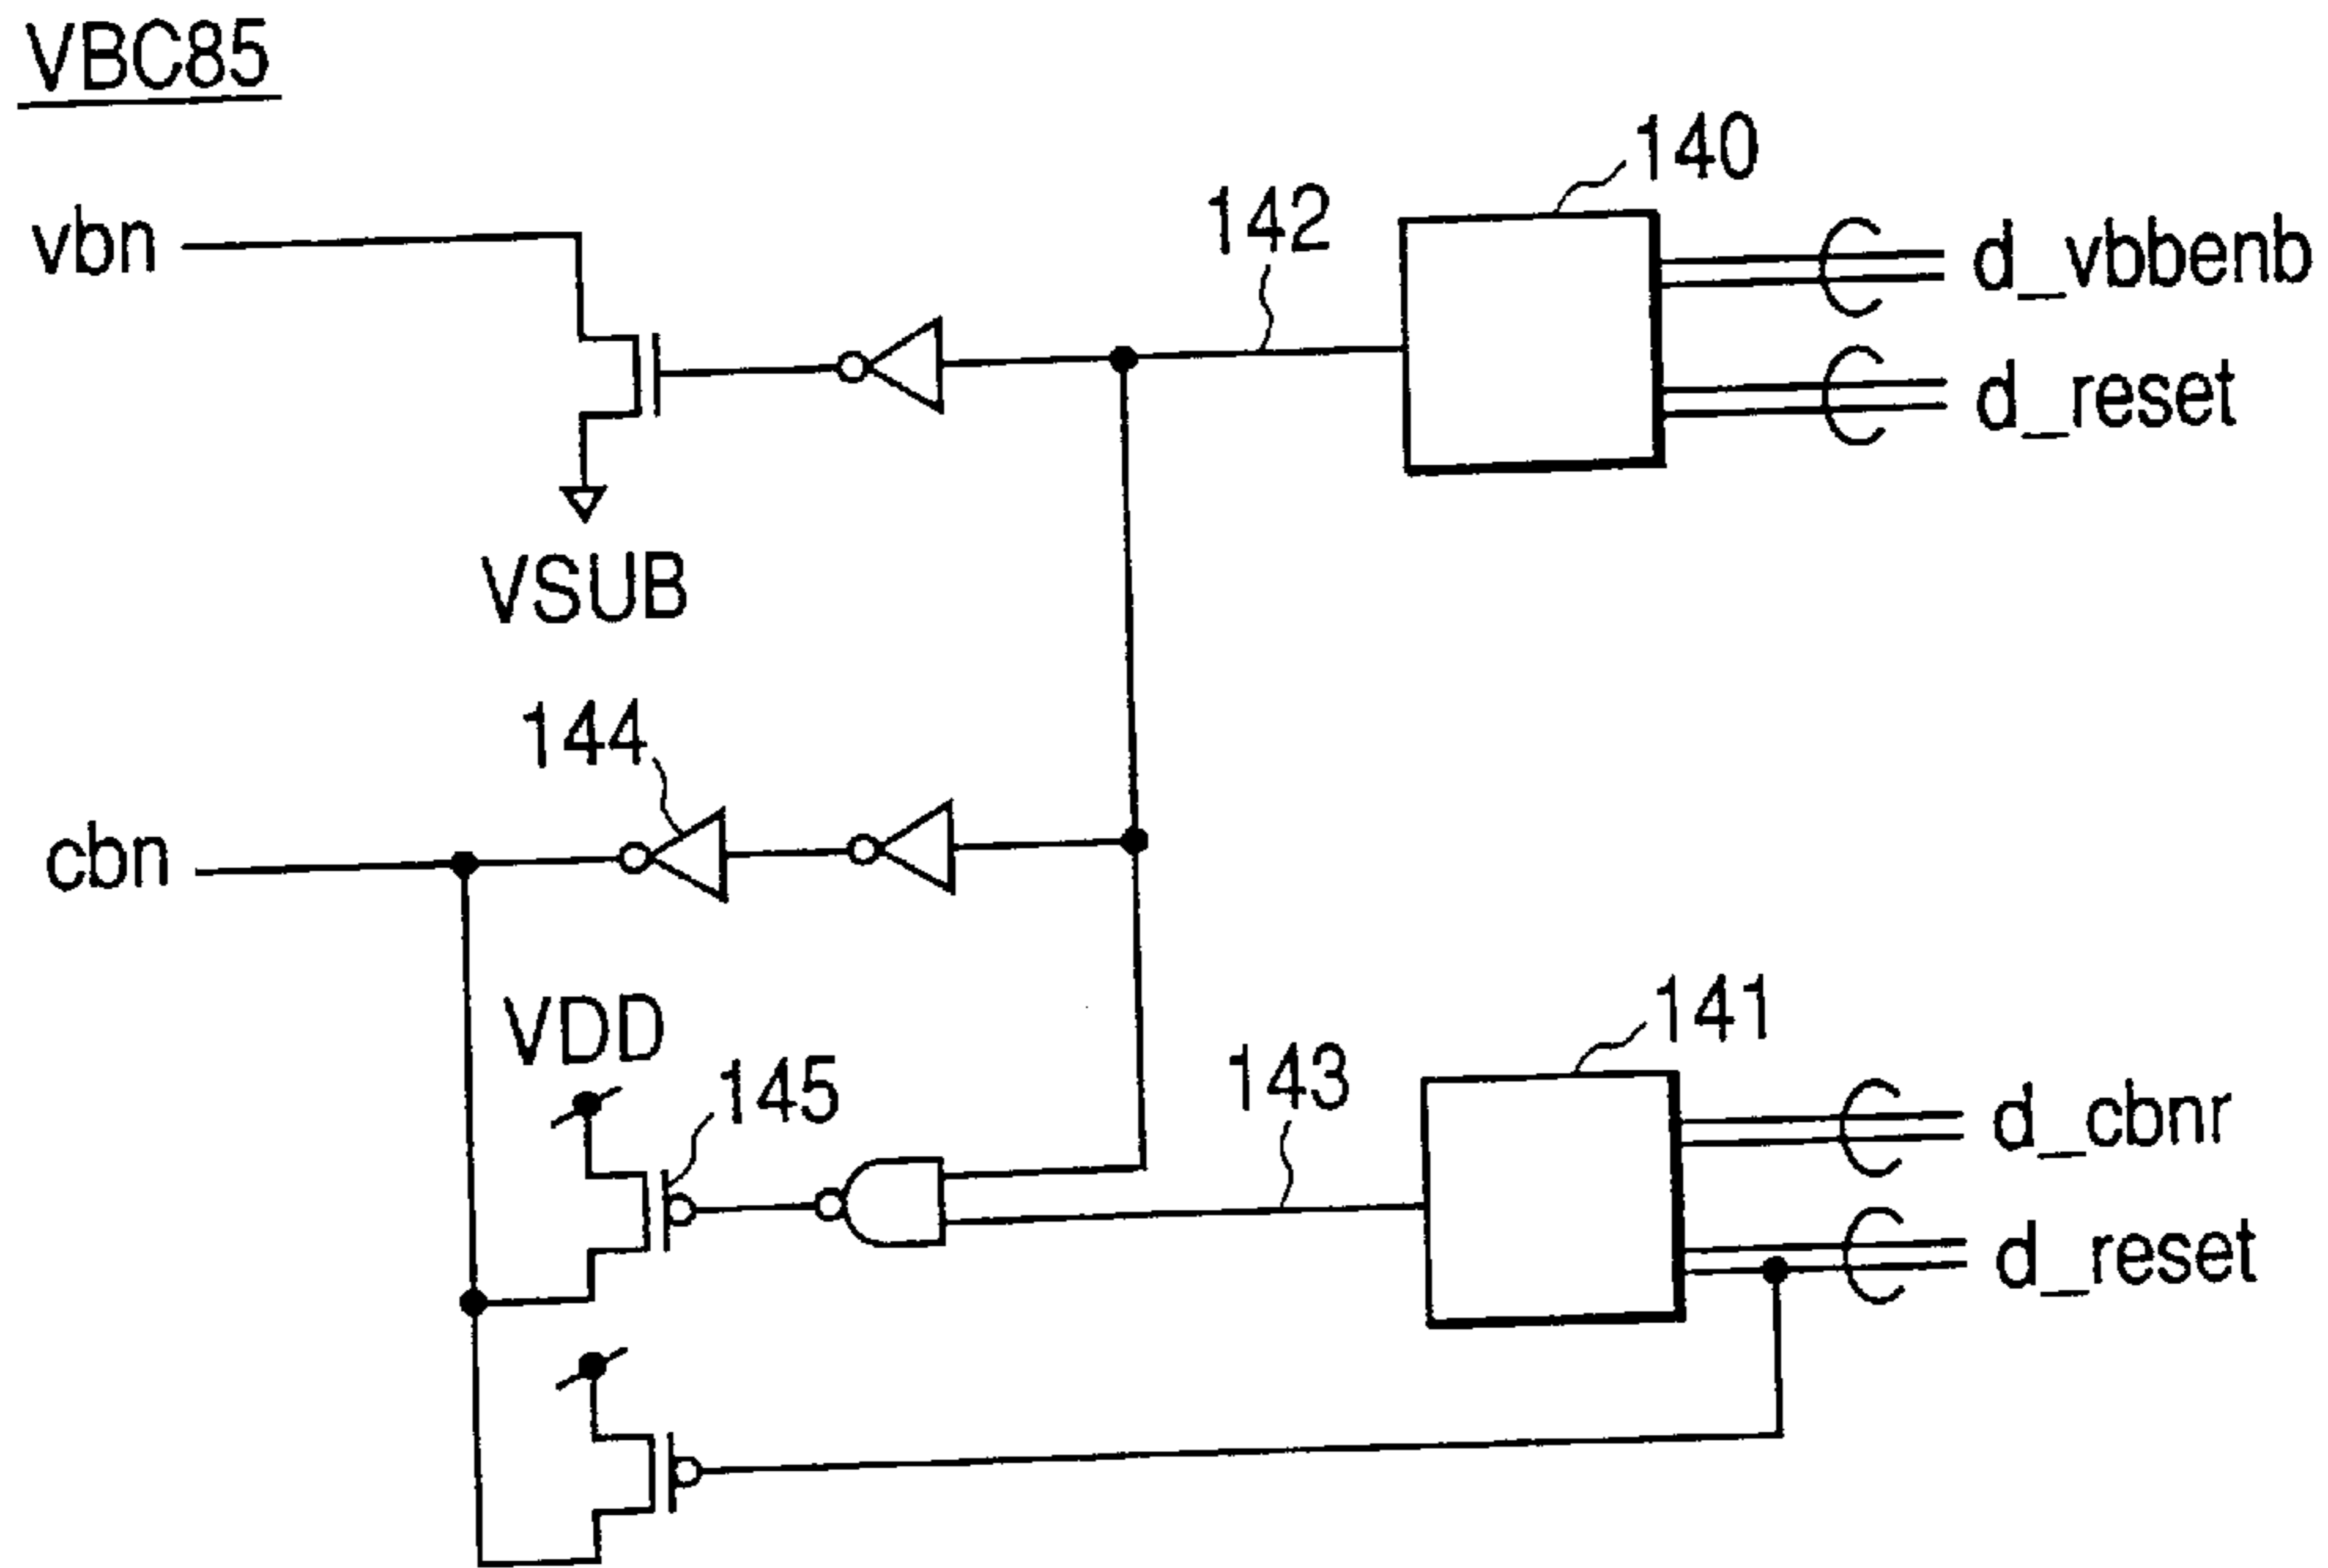 VBC85
140
142
vbn
d_vbbenb
d_reset
VSUB
144
cbn
VDD
145
143
141
d_cbnr
d_reset